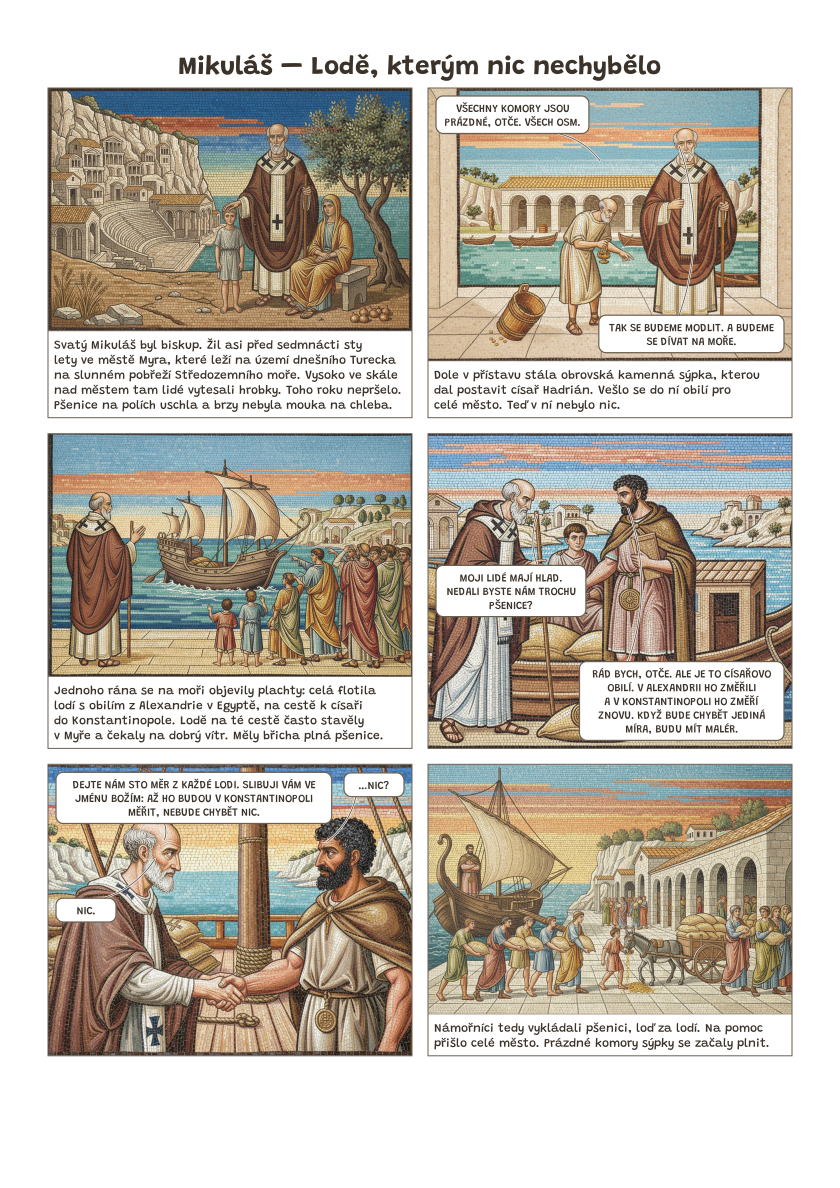 Mikuláš — Lodě, kterým nic nechybělo
Svatý Mikuláš byl biskup. Žil asi před sedmnácti sty
lety ve městě Myra, které leží na území dnešního Turecka
na slunném pobřeží Středozemního moře. Vysoko ve skále
nad městem tam lidé vytesali hrobky. Toho roku nepršelo.
Pšenice na polích uschla a brzy nebyla mouka na chleba.
VŠECHNY KOMORY JSOU
PRÁZDNÉ, OTČE. VŠECH OSM.
TAK SE BUDEME MODLIT. A BUDEME
SE DÍVAT NA MOŘE.
Dole v přístavu stála obrovská kamenná sýpka, kterou
dal postavit císař Hadrián. Vešlo se do ní obilí pro
celé město. Teď v ní nebylo nic.
Jednoho rána se na moři objevily plachty: celá flotila
lodí s obilím z Alexandrie v Egyptě, na cestě k císaři
do Konstantinopole. Lodě na té cestě často stavěly
v Myře a čekaly na dobrý vítr. Měly břicha plná pšenice.
MOJI LIDÉ MAJÍ HLAD.
NEDALI BYSTE NÁM TROCHU
PŠENICE?
RÁD BYCH, OTČE. ALE JE TO CÍSAŘOVO
OBILÍ. V ALEXANDRII HO ZMĚŘILI
A V KONSTANTINOPOLI HO ZMĚŘÍ
ZNOVU. KDYŽ BUDE CHYBĚT JEDINÁ
MÍRA, BUDU MÍT MALÉR.
DEJTE NÁM STO MĚR Z KAŽDÉ LODI. SLIBUJI VÁM VE
JMÉNU BOŽÍM: AŽ HO BUDOU V KONSTANTINOPOLI
MĚŘIT, NEBUDE CHYBĚT NIC.
...NIC?
NIC.
Námořníci tedy vykládali pšenici, loď za lodí. Na pomoc
přišlo celé město. Prázdné komory sýpky se začaly plnit.